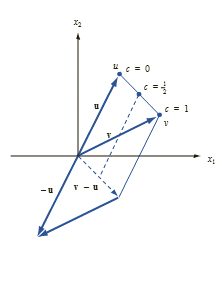 x₂
u c = 0
c = ½
u
c = 1
v
v
x₁
−u
v − u